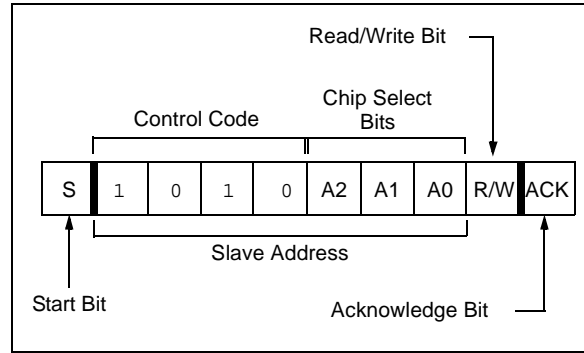 Read/Write Bit
Chip Select
Bits
Control Code
S 1 0 1 0 A2 A1 A0 R/W ACK
Slave Address
Start Bit
Acknowledge Bit